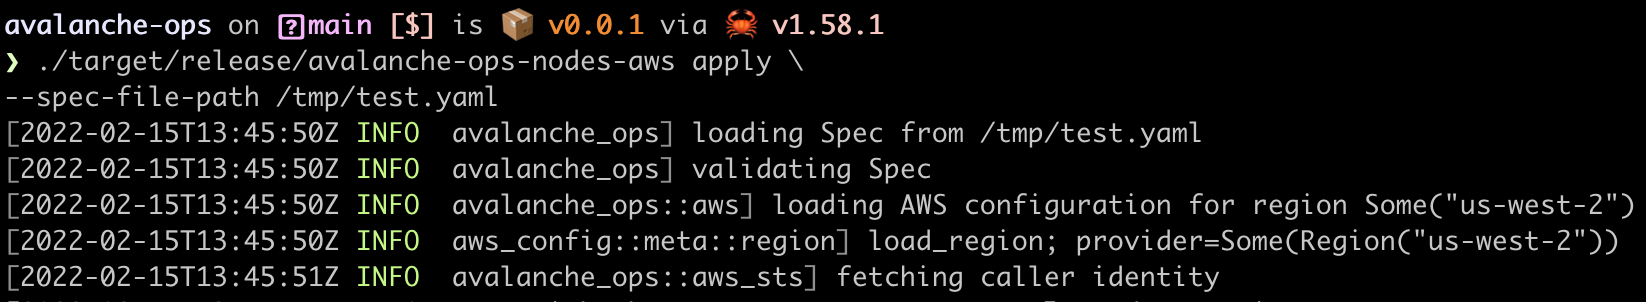 avalanche-ops on ⍰main [$] is 📦 v0.0.1 via 🦀 v1.58.1
❯ ./target/release/avalanche-ops-nodes-aws apply \
--spec-file-path /tmp/test.yaml
[2022-02-15T13:45:50Z INFO  avalanche_ops] loading Spec from /tmp/test.yaml
[2022-02-15T13:45:50Z INFO  avalanche_ops] validating Spec
[2022-02-15T13:45:50Z INFO  avalanche_ops::aws] loading AWS configuration for region Some("us-west-2")
[2022-02-15T13:45:50Z INFO  aws_config::meta::region] load_region; provider=Some(Region("us-west-2"))
[2022-02-15T13:45:51Z INFO  avalanche_ops::aws_sts] fetching caller identity